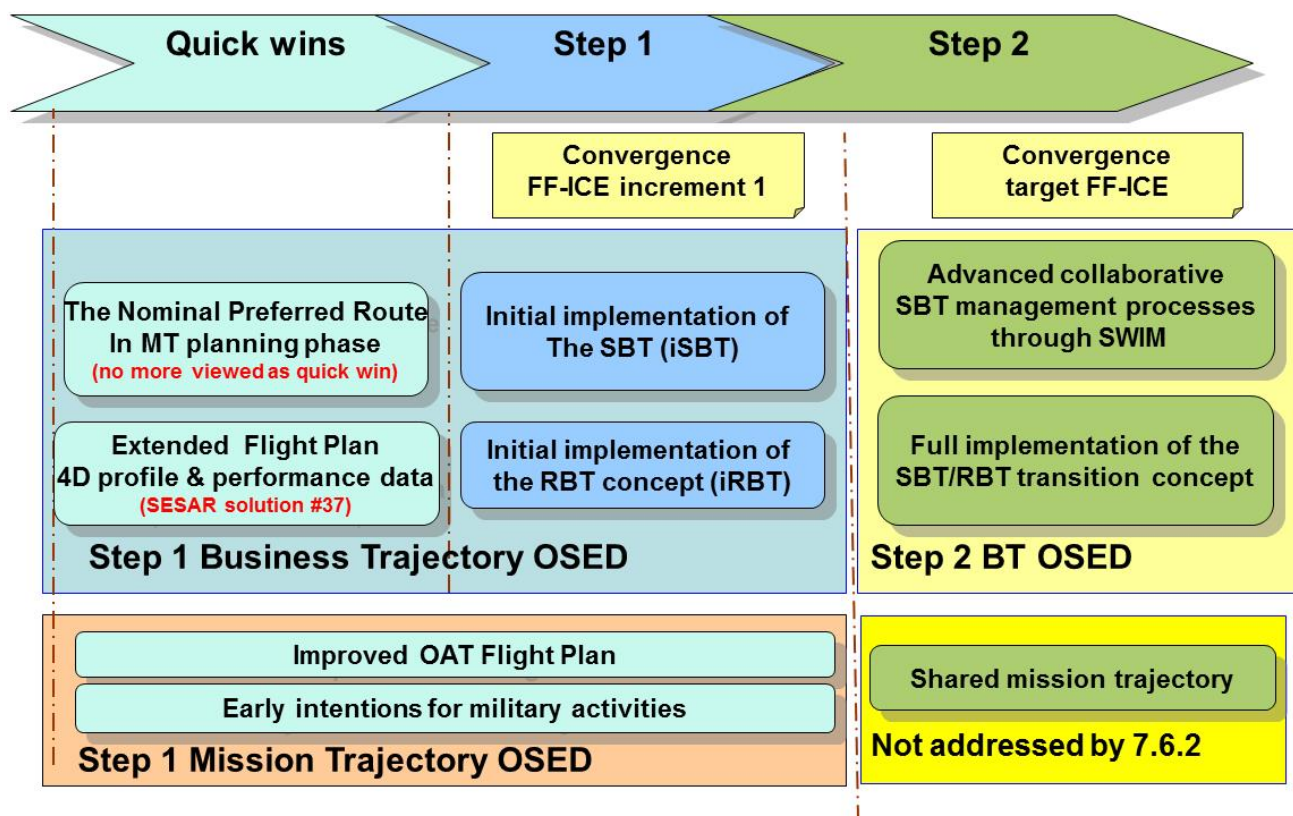 Quick wins
Step 1
Step 2
Convergence
FF-ICE increment 1
Convergence
target FF-ICE
The Nominal Preferred Route
In MT planning phase
(no more viewed as quick win)
Initial implementation of
The SBT (iSBT)
Advanced collaborative
SBT management processes
through SWIM
Extended Flight Plan
4D profile & performance data
(SESAR solution #37)
Initial implementation of
the RBT concept (iRBT)
Full implementation of the
SBT/RBT transition concept
Step 1 Business Trajectory OSED
Step 2 BT OSED
Improved OAT Flight Plan
Early intentions for military activities
Shared mission trajectory
Step 1 Mission Trajectory OSED
Not addressed by 7.6.2